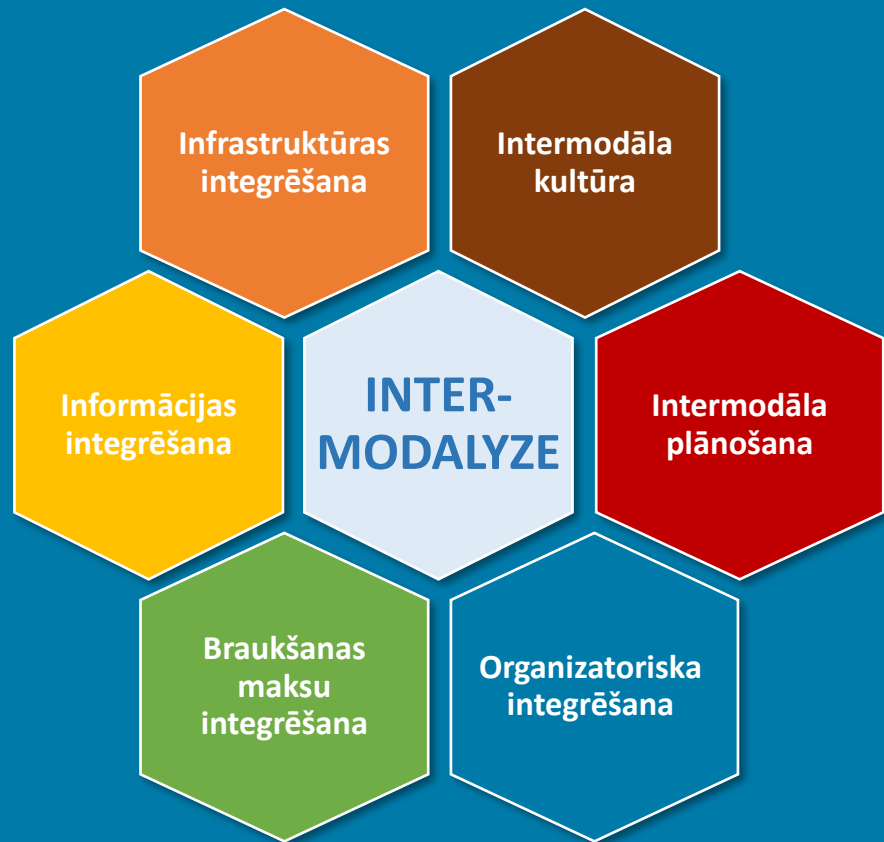 Infrastruktūras
integrēšana
Intermodāla
kultūra
Informācijas
integrēšana
INTER-
MODALYZE
Intermodāla
plānošana
Braukšanas
maksu
integrēšana
Organizatoriska
integrēšana